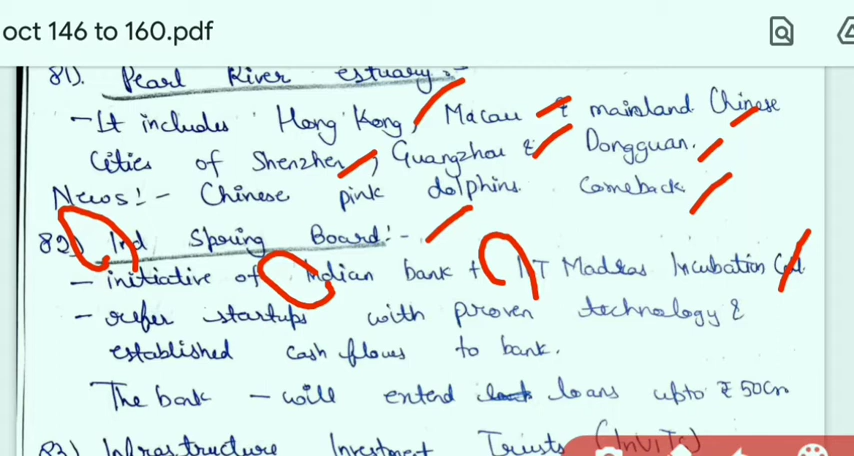 oct 146 to 160.pdf
81). Pearl River estuary:-
- It includes Hong Kong, Macau & mainland Chinese
Cities of Shenzhen, Guangzhou & Dongguan.
News:- Chinese pink dolphins comeback.
82) Ind Spring Board:-
- initiative of Indian bank + IIT Madras Incubation Cell.
- refer startups with proven technology &
established cash flows to bank.
The bank - will extend loans upto ₹50Cr
83) Infrastructure Investment Trusts (InVITs)